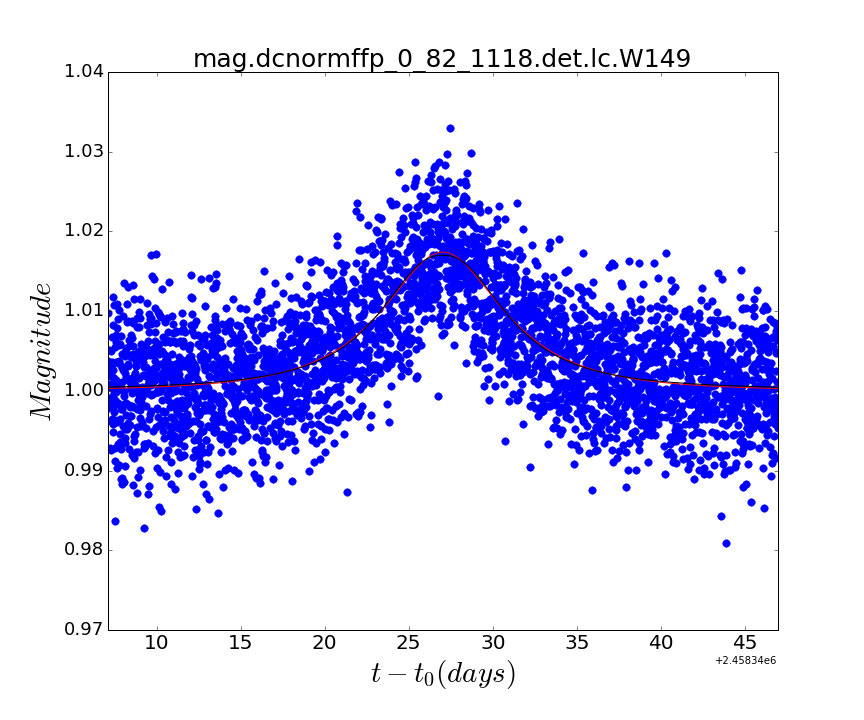 mag.dcnormffp_0_82_1118.det.lc.W149
1.04
1.03
1.02
1.01
1.00
0.99
0.98
0.97
Magnitude
10 15 20 25 30 35 40 45
+2.45834e6
t − t₀(days)